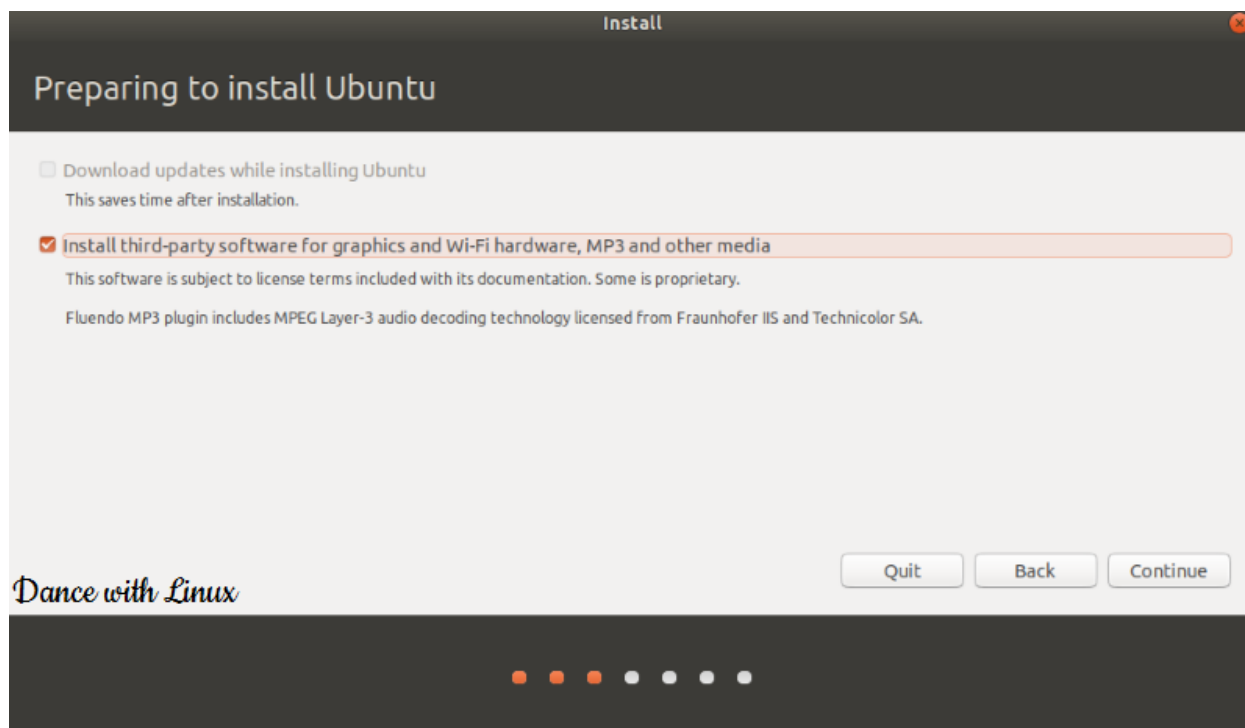 Install
Preparing to install Ubuntu
Download updates while installing Ubuntu
This saves time after installation.
Install third-party software for graphics and Wi-Fi hardware, MP3 and other media
This software is subject to license terms included with its documentation. Some is proprietary.
Fluendo MP3 plugin includes MPEG Layer-3 audio decoding technology licensed from Fraunhofer IIS and Technicolor SA.
Quit Back Continue
Dance with Linux